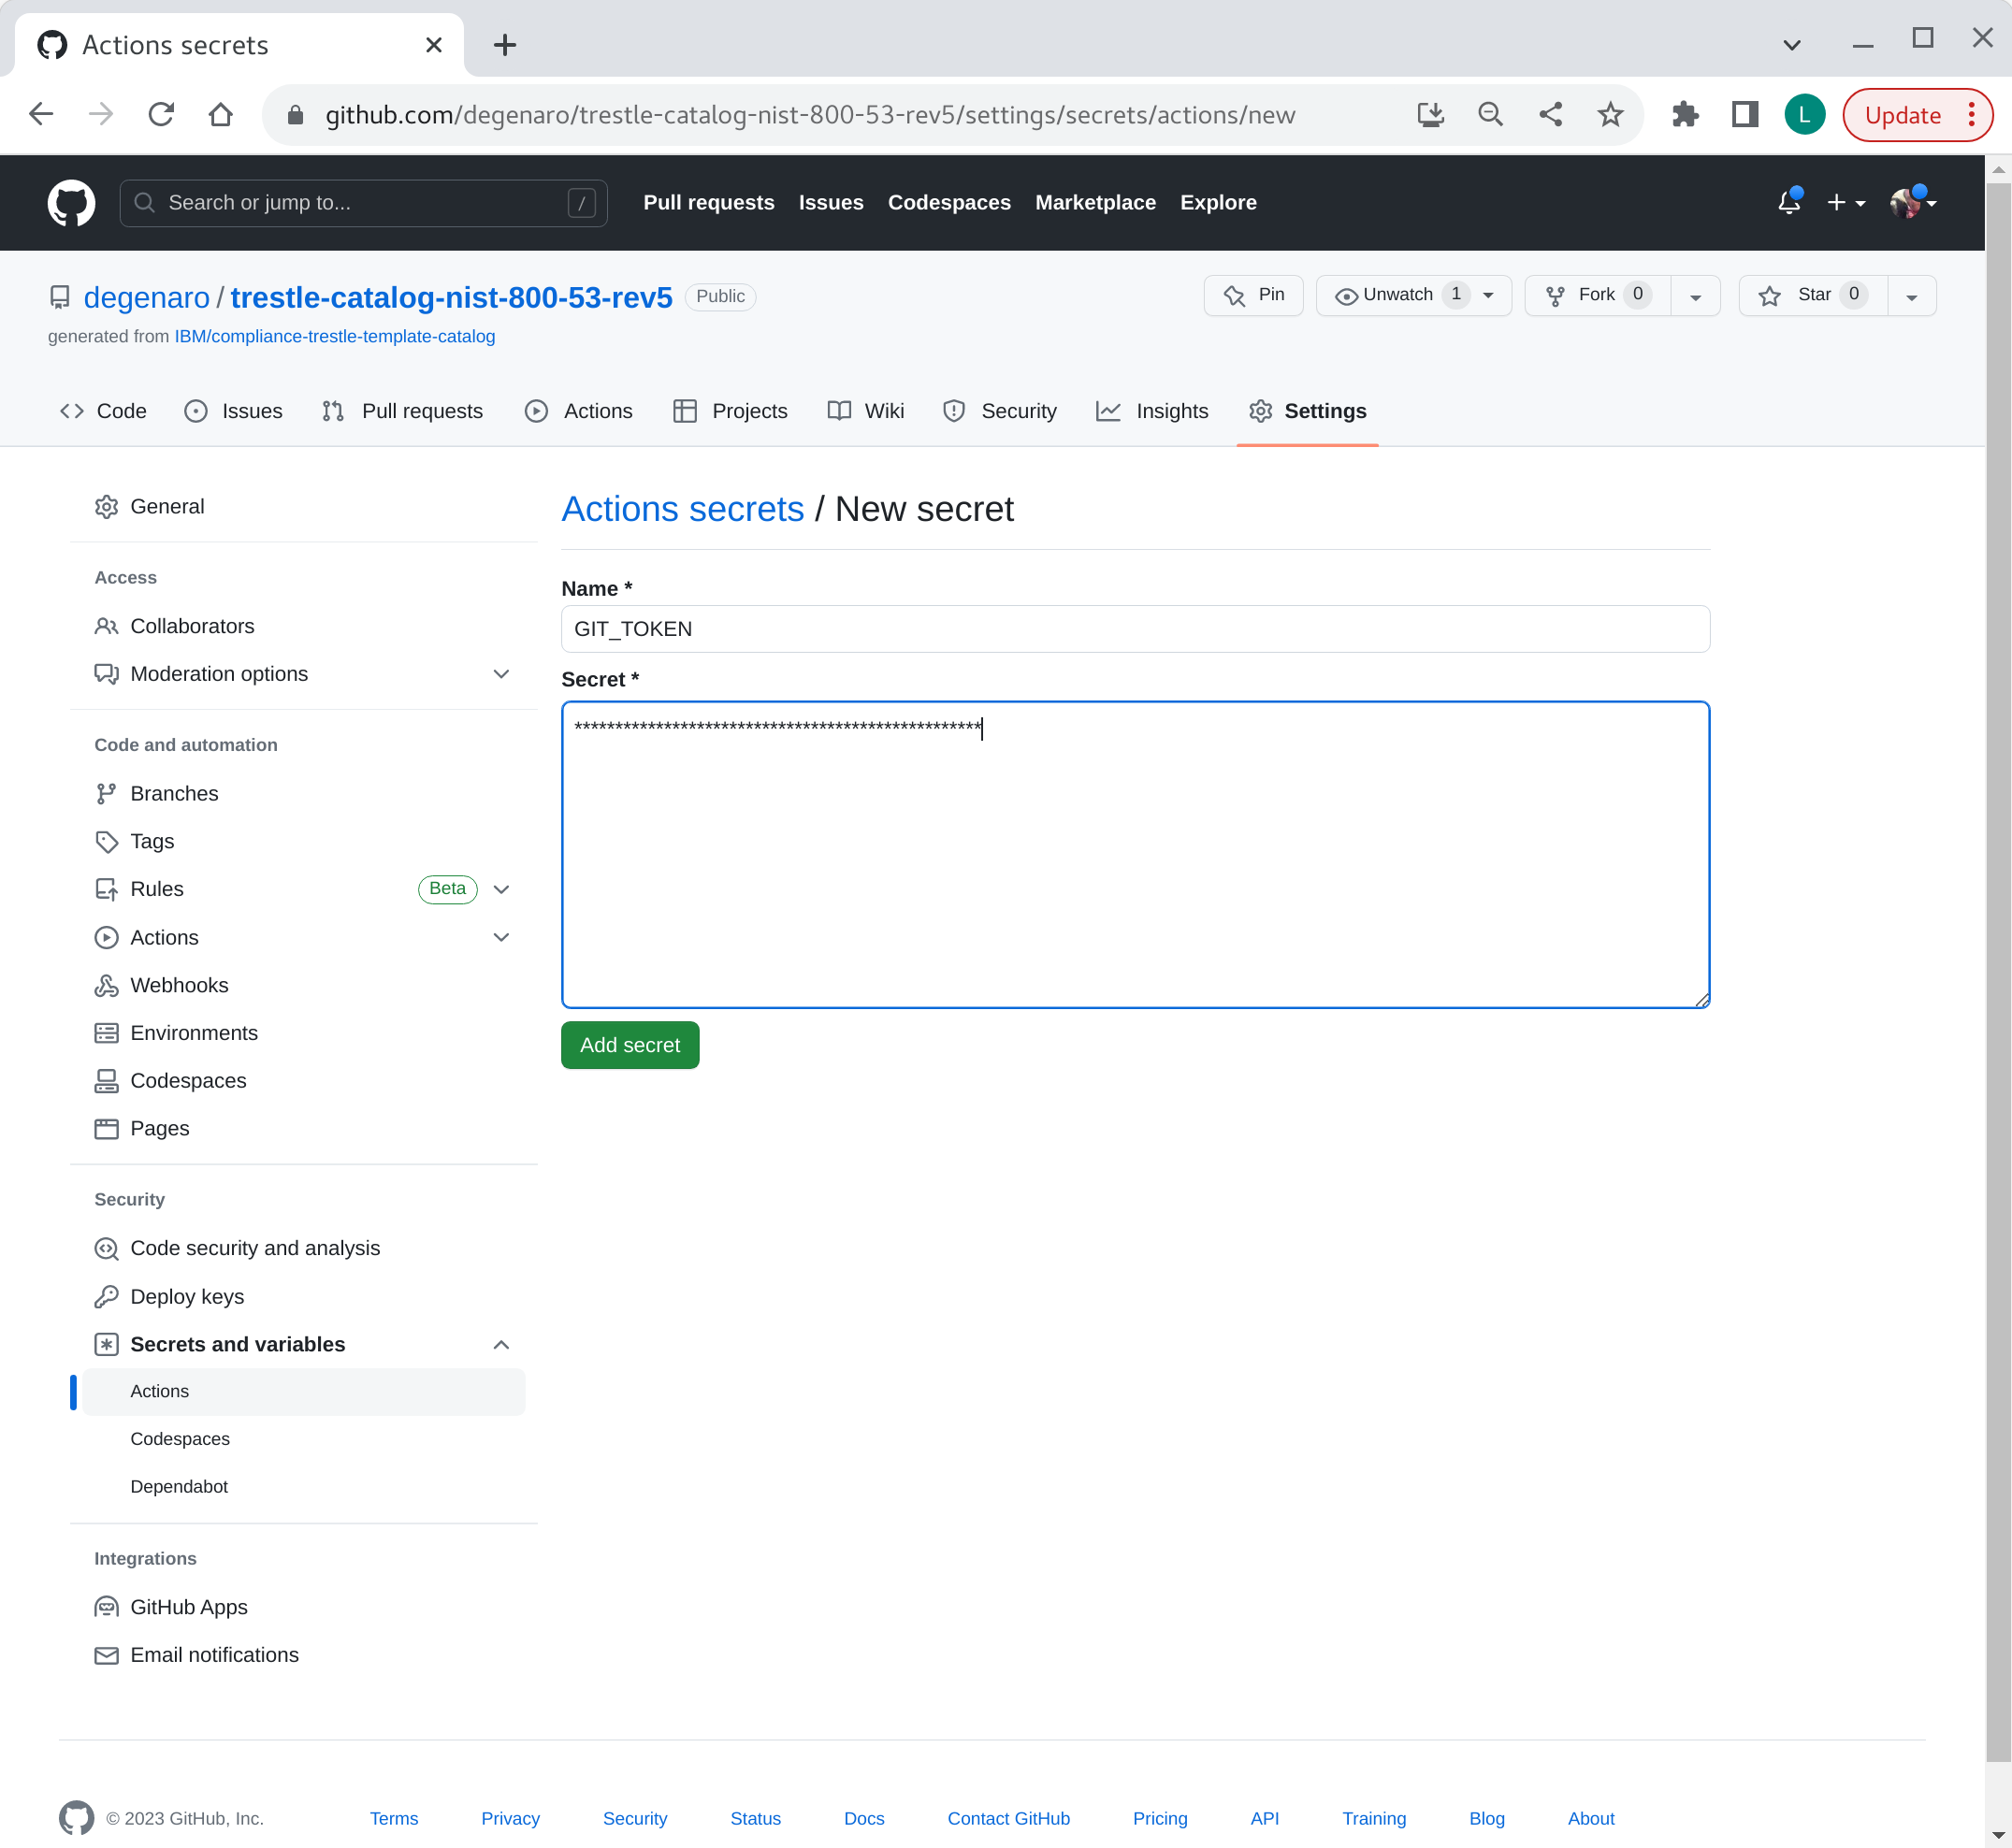 Actions secrets
github.com/degenaro/trestle-catalog-nist-800-53-rev5/settings/secrets/actions/new
L
Update
Search or jump to...
/
Pull requests Issues Codespaces Marketplace Explore
degenaro / trestle-catalog-nist-800-53-rev5 Public
Pin Unwatch 1 Fork 0 Star 0
generated from IBM/compliance-trestle-template-catalog
Code Issues Pull requests Actions Projects Wiki Security Insights Settings
General
Access
Collaborators
Moderation options
Code and automation
Branches
Tags
Rules Beta
Actions
Webhooks
Environments
Codespaces
Pages
Security
Code security and analysis
Deploy keys
Secrets and variables
Actions
Codespaces
Dependabot
Integrations
GitHub Apps
Email notifications
Actions secrets / New secret
Name *
GIT_TOKEN
Secret *
**************************************************
Add secret
© 2023 GitHub, Inc. Terms Privacy Security Status Docs Contact GitHub Pricing API Training Blog About